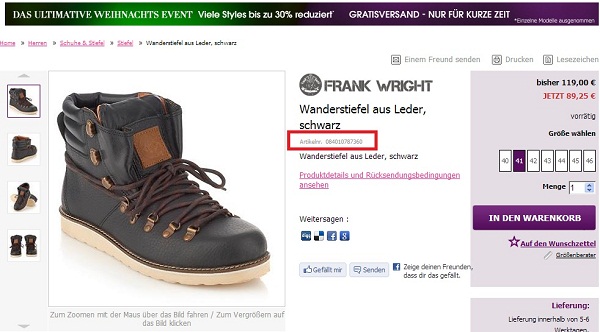 DAS ULTIMATIVE WEIHNACHTS EVENT Viele Styles bis zu 30% reduziert* GRATISVERSAND - NUR FÜR KURZE ZEIT *Einzelne Modelle ausgenommen
Home > Herren > Schuhe & Stiefel > Stiefel > Wanderstiefel aus Leder, schwarz
Einem Freund senden Drucken Lesezeichen
FRANK WRIGHT
Wanderstiefel aus Leder,
schwarz
Artikelnr. 084010787360
Wanderstiefel aus Leder, schwarz
Produktdetails und Rücksendungsbedingungen
ansehen
Weitersagen :
Gefällt mir Senden Zeige deinen Freunden,
dass dir das gefällt.
Zum Zoomen mit der Maus über das Bild fahren / Zum Vergrößern auf
das Bild klicken
bisher 119,00 €
JETZT 89,25 €
vorrätig
Größe wählen
40 41 42 43 44 45 46
Menge 1
IN DEN WARENKORB
Auf den Wunschzettel
Größenberater
Lieferung:
Lieferung innerhalb von 5-6
Werktagen.